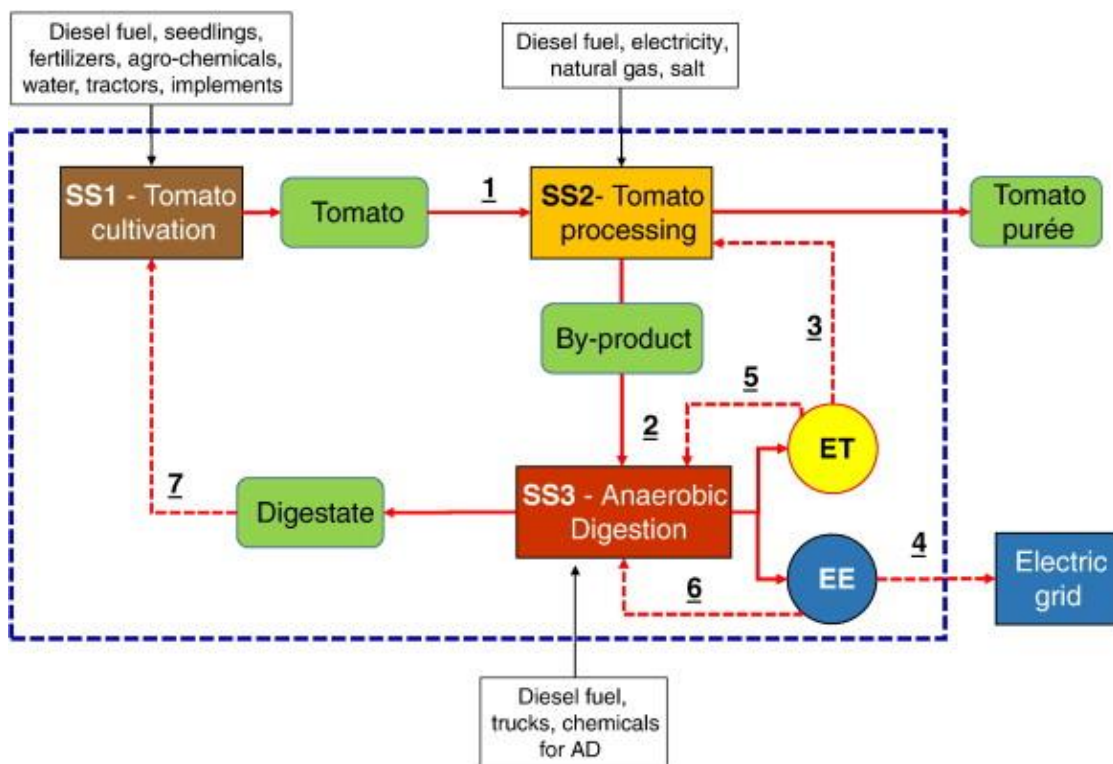 Diesel fuel, seedlings,
fertilizers, agro-chemicals,
water, tractors, implements
Diesel fuel, electricity,
natural gas, salt
SS1 - Tomato
cultivation
Tomato
1
SS2- Tomato
processing
Tomato
purée
By-product
3
5
2
ET
7
Digestate
SS3 - Anaerobic
Digestion
EE
4
Electric
grid
6
Diesel fuel,
trucks, chemicals
for AD